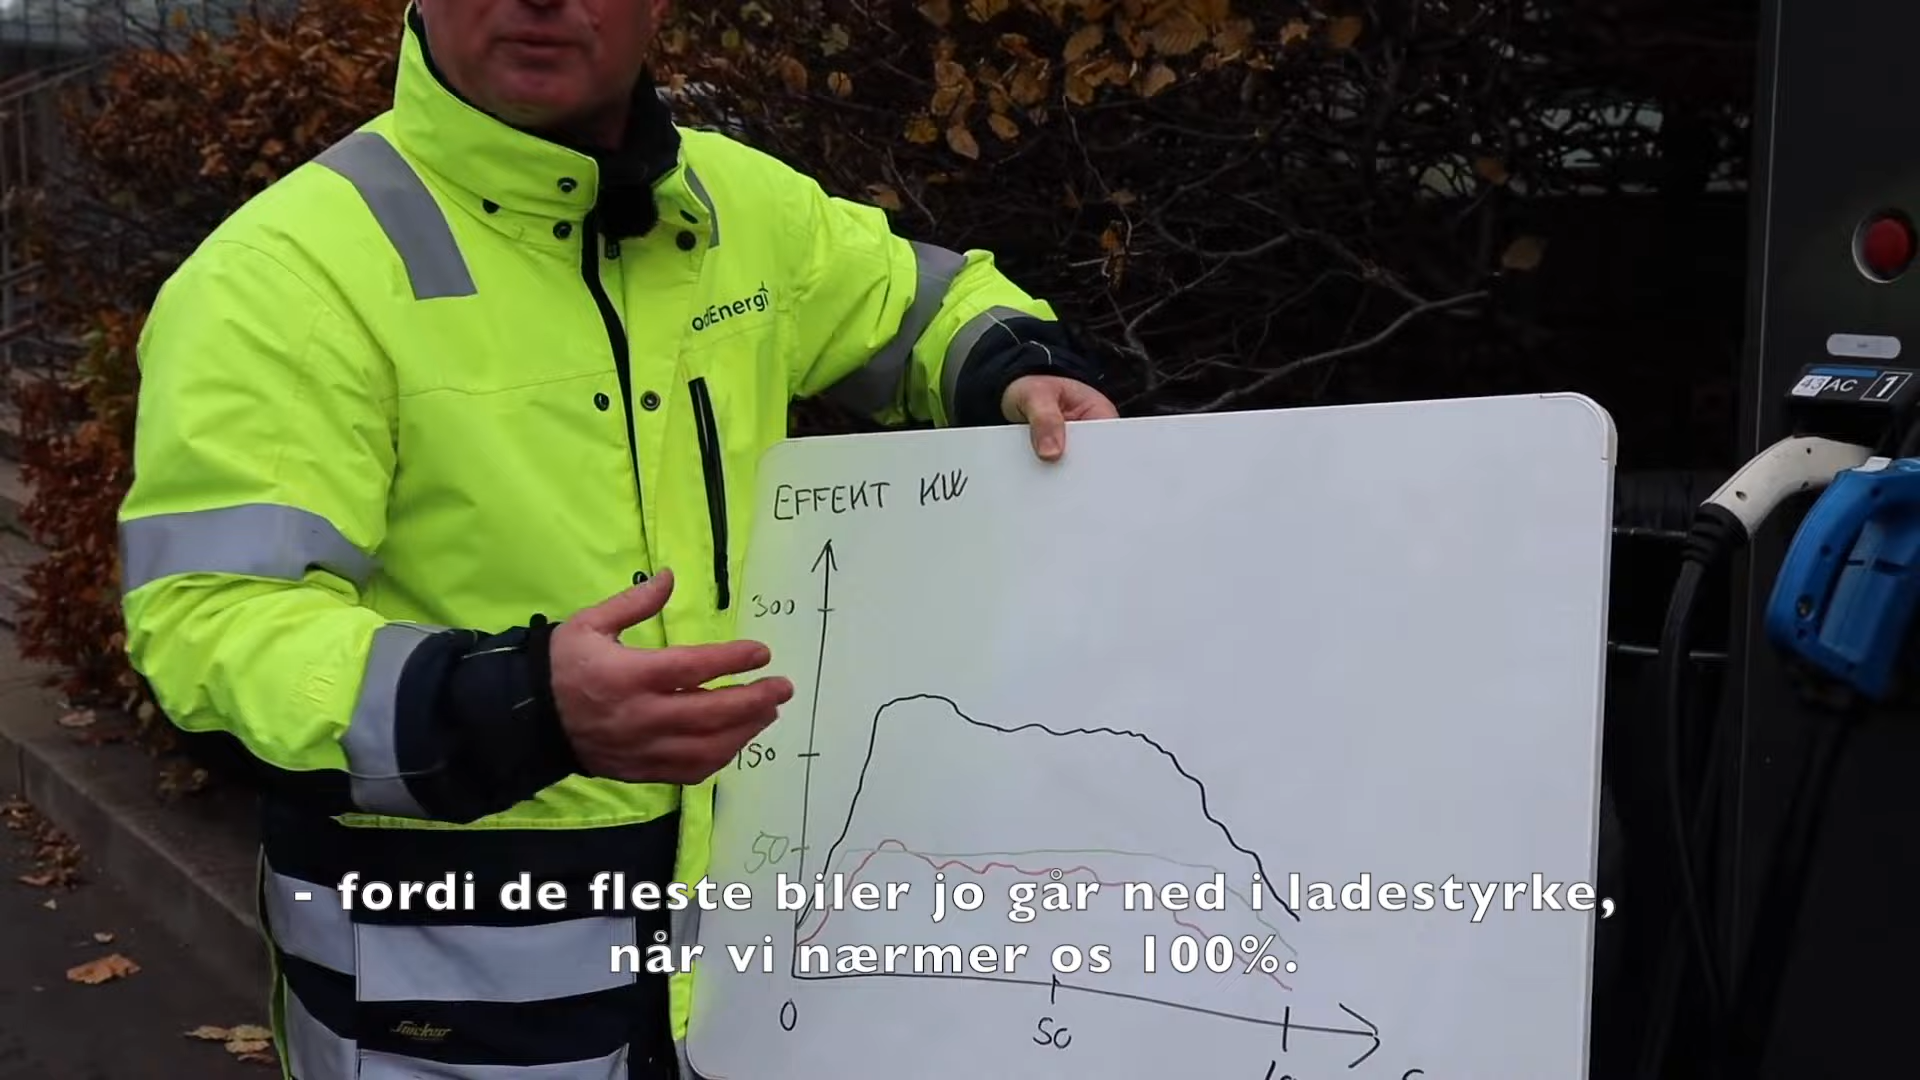 odEnergi
43 AC 1
EFFEKT KW
300
150
50
- fordi de fleste biler jo går ned i ladestyrke,
når vi nærmer os 100%.
0
50
Snickers